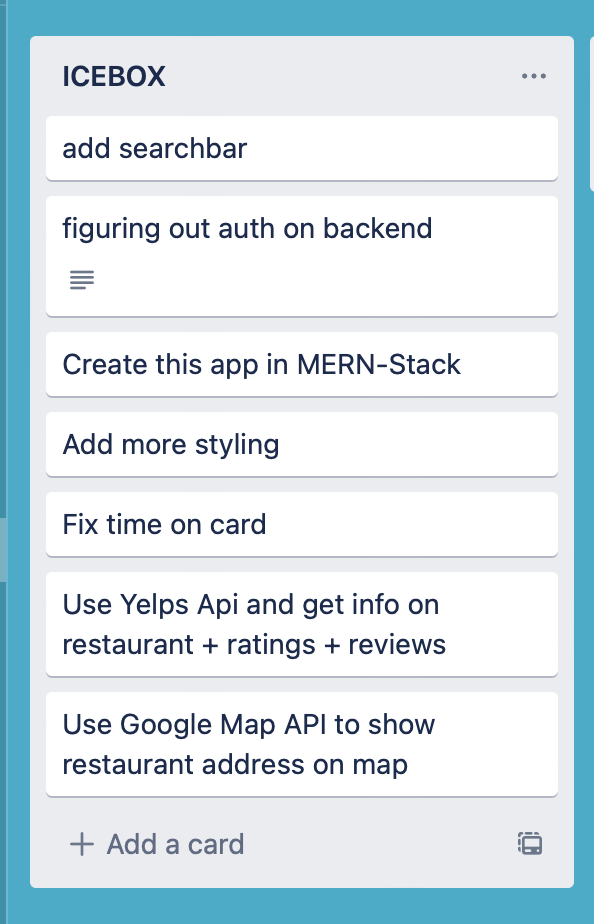 ICEBOX
add searchbar
figuring out auth on backend
Create this app in MERN-Stack
Add more styling
Fix time on card
Use Yelps Api and get info on
restaurant + ratings + reviews
Use Google Map API to show
restaurant address on map
+ Add a card